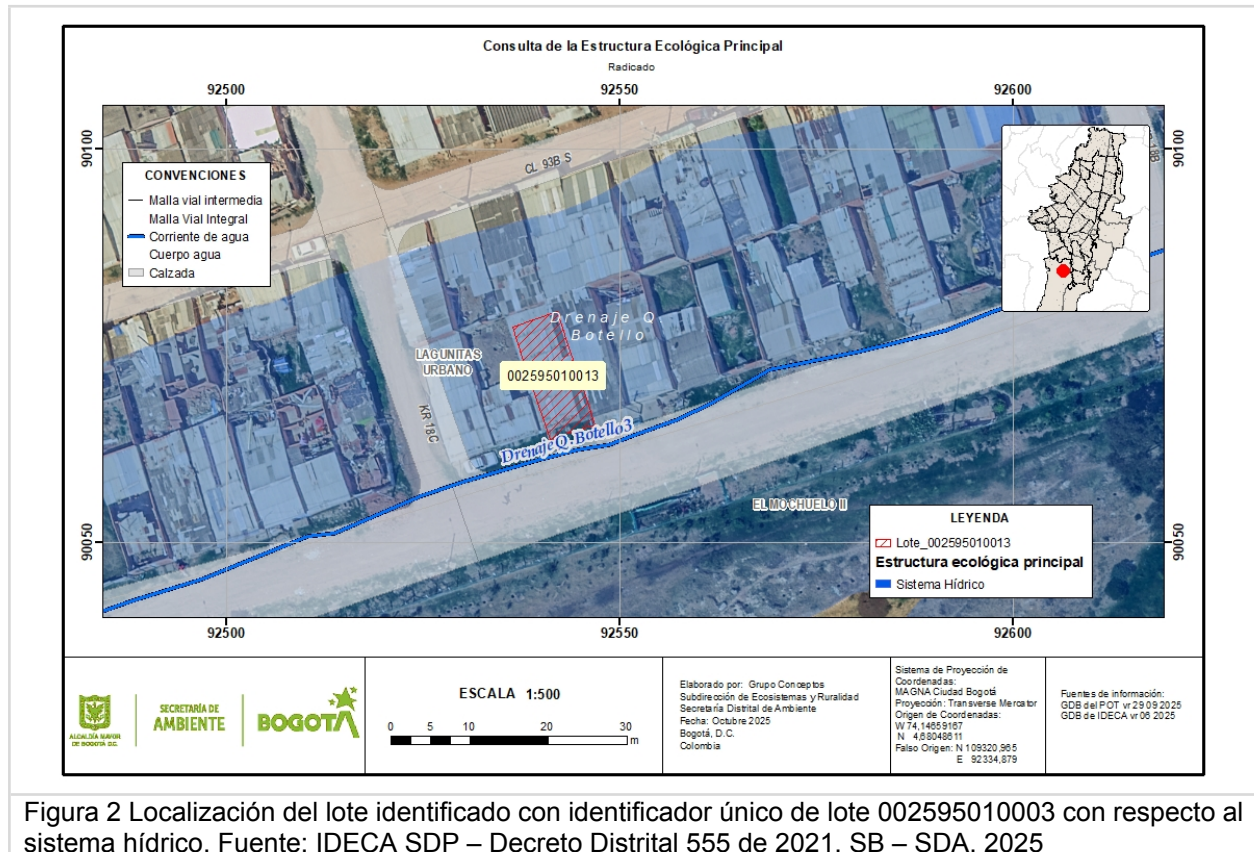 Consulta de la Estructura Ecológica Principal
Radicado
92500
92550
92600
90100
90100
CONVENCIONES
Malla vial intermedia
Malla Vial Integral
Corriente de agua
Cuerpo agua
Calzada
CL 93B S
18B
Drenaje Q
Botello
LAGUNITAS
URBANO
002595010013
KR 18C
Drenaje Q. Botello 3
EL MOCHUELO II
LEYENDA
Lote_002595010013
Estructura ecológica principal
Sistema Hídrico
90050
90050
92500
92550
92600
ALCALDÍA MAYOR
DE BOGOTÁ D.C.
SECRETARÍA DE
AMBIENTE
BOGOTÁ
ESCALA 1:500
0 5 10 20 30
m
Elaborado por: Grupo Conceptos
Subdirección de Ecosistemas y Ruralidad
Secretaría Distrital de Ambiente
Fecha: Octubre 2025
Bogotá, D.C.
Colombia
Sistema de Proyección de
Coordenadas:
MAGNA Ciudad Bogotá
Proyección: Transverse Mercator
Origen de Coordenadas:
W 74,14659167
N 4,68048611
Falso Origen: N 109320,965
E 92334,879
Fuentes de información:
GDB del POT vr 29 09 2025
GDB de IDECA vr 06 2025
Figura 2 Localización del lote identificado con identificador único de lote 002595010003 con respecto al
sistema hídrico. Fuente: IDECA SDP – Decreto Distrital 555 de 2021. SB – SDA, 2025